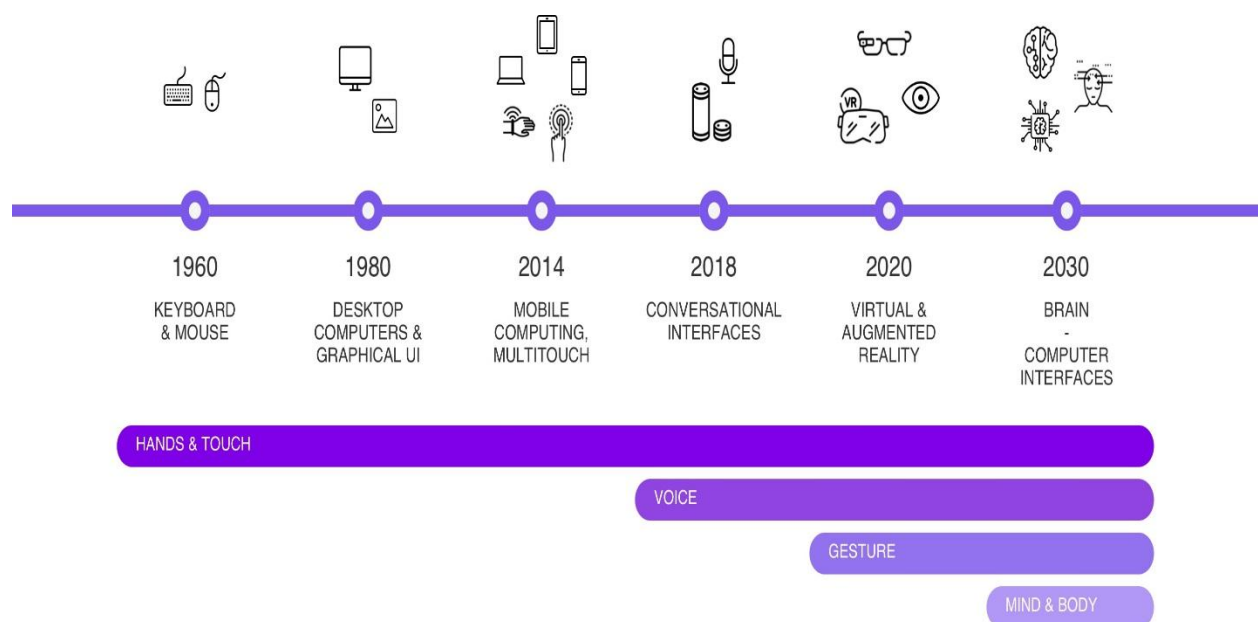 VR
1960
KEYBOARD
& MOUSE
1980
DESKTOP
COMPUTERS &
GRAPHICAL UI
2014
MOBILE
COMPUTING,
MULTITOUCH
2018
CONVERSATIONAL
INTERFACES
2020
VIRTUAL &
AUGMENTED
REALITY
2030
BRAIN
-
COMPUTER
INTERFACES
HANDS & TOUCH
VOICE
GESTURE
MIND & BODY